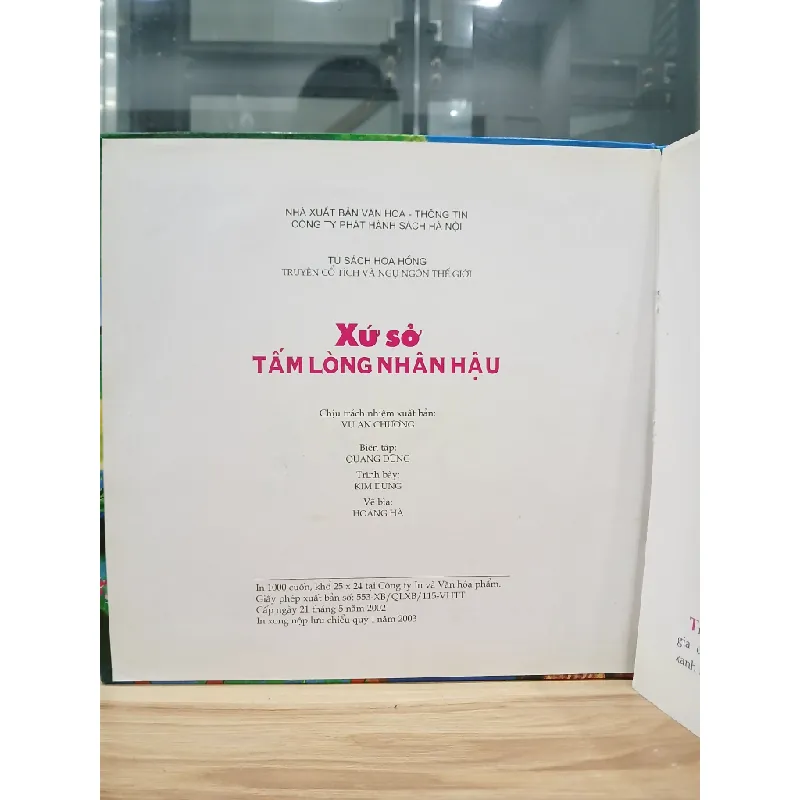 NHÀ XUẤT BẢN VĂN HÓA - THÔNG TIN
CÔNG TY PHÁT HÀNH SÁCH HÀ NỘI
TỦ SÁCH HOA HỒNG
TRUYỆN CỔ TÍCH VÀ NGỤ NGÔN THẾ GIỚI
Xứ sở
TẤM LÒNG NHÂN HẬU
Chịu trách nhiệm xuất bản:
VŨ AN CHƯƠNG
Biên tập:
QUANG DŨNG
Trình bày:
KIM DUNG
Vẽ bìa:
HOÀNG HÀ
In 1000 cuốn, khổ 25 x 24 tại Công ty In và Văn hóa phẩm.
Giấy phép xuất bản số: 553 XB/QLXB/115-VHTT
Cấp ngày 21 tháng 5 năm 2002
In xong nộp lưu chiểu quý I năm 2003
gia
xanh